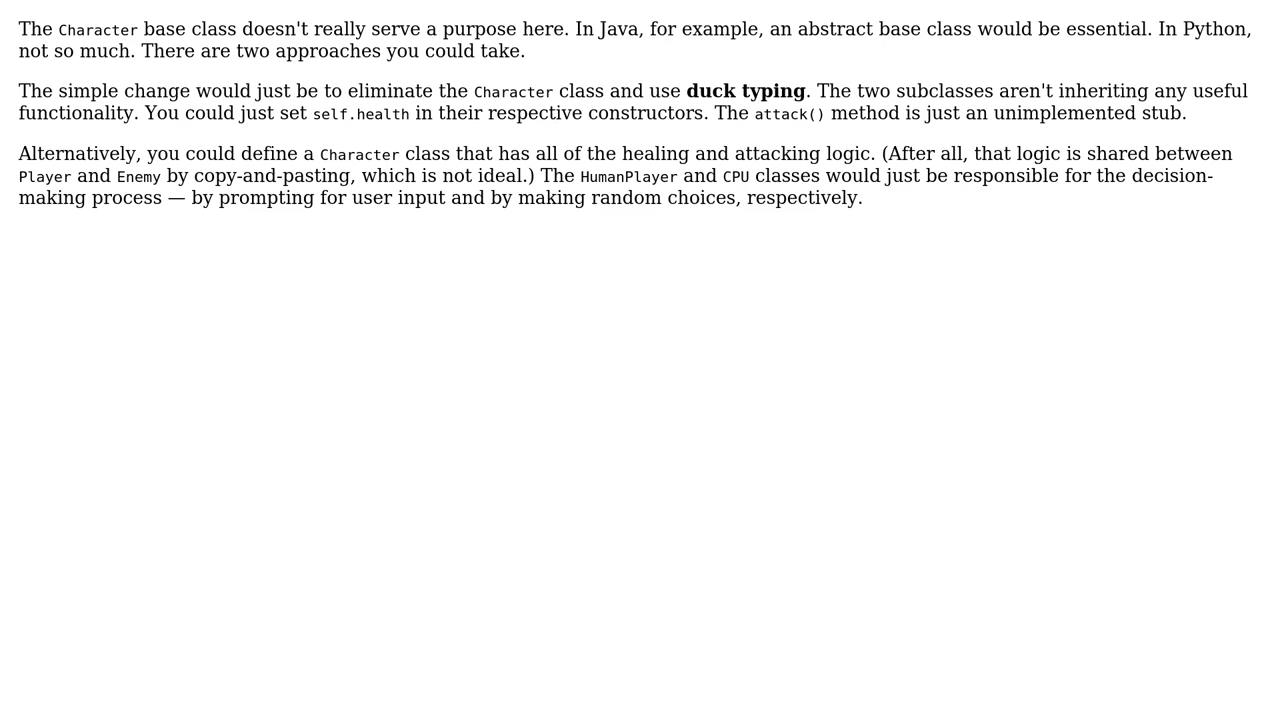 The Character base class doesn't really serve a purpose here. In Java, for example, an abstract base class would be essential. In Python,
not so much. There are two approaches you could take.
The simple change would just be to eliminate the Character class and use duck typing. The two subclasses aren't inheriting any useful
functionality. You could just set self.health in their respective constructors. The attack() method is just an unimplemented stub.
Alternatively, you could define a Character class that has all of the healing and attacking logic. (After all, that logic is shared between
Player and Enemy by copy-and-pasting, which is not ideal.) The HumanPlayer and CPU classes would just be responsible for the decision-
making process — by prompting for user input and by making random choices, respectively.